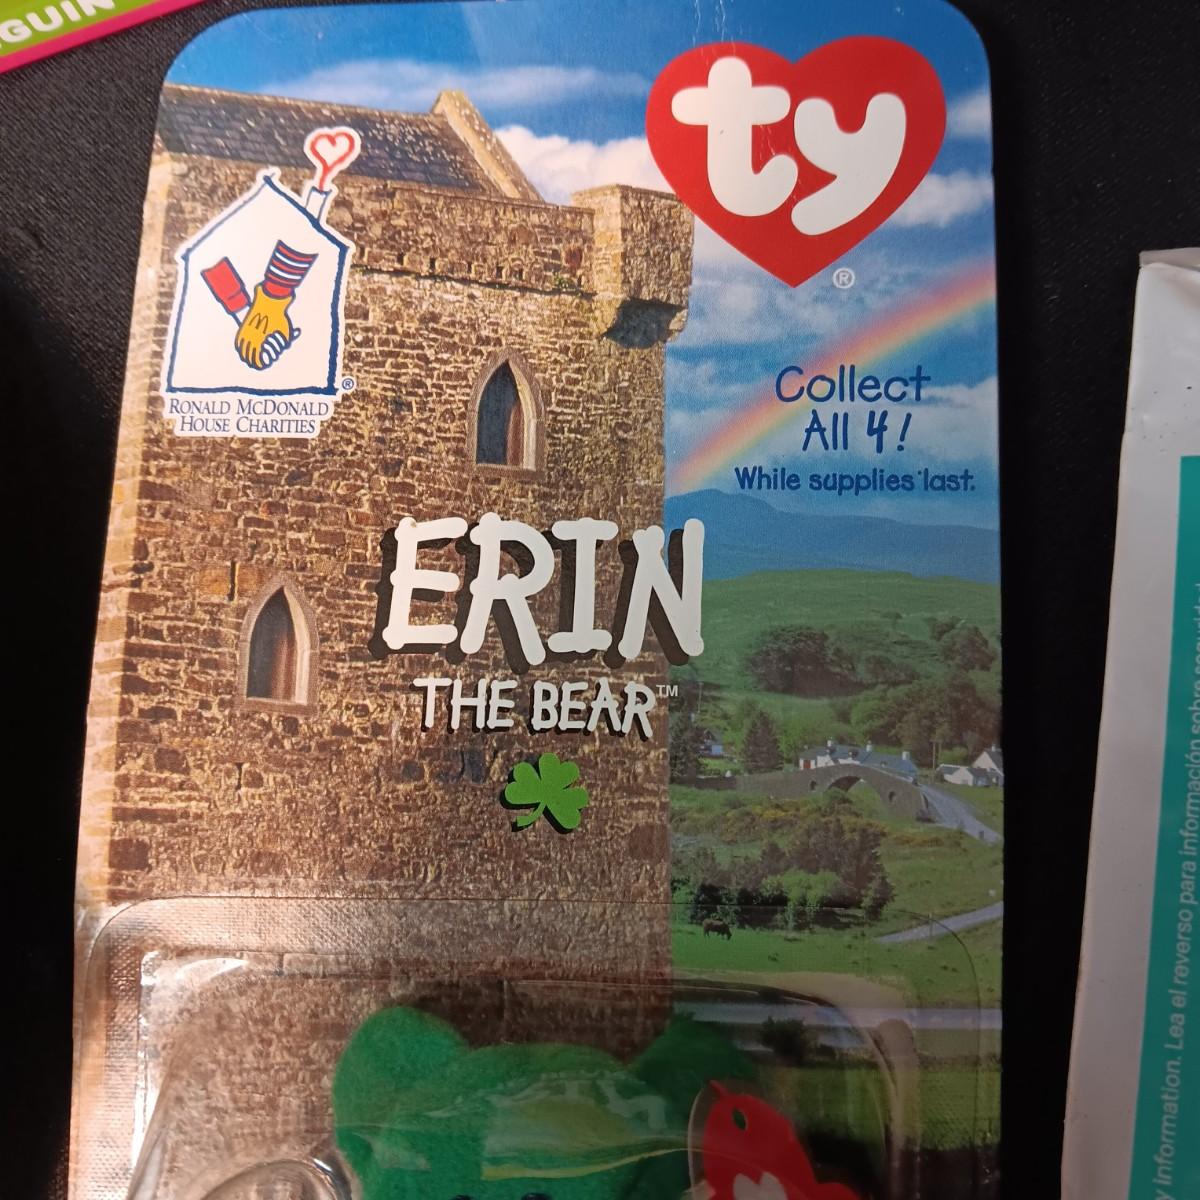 GUIN
ty
®
RONALD McDONALD
HOUSE CHARITIES
®
Collect
All 4!
While supplies last.
ERIN
THE BEAR™
information. Lea el reverso para información sobre